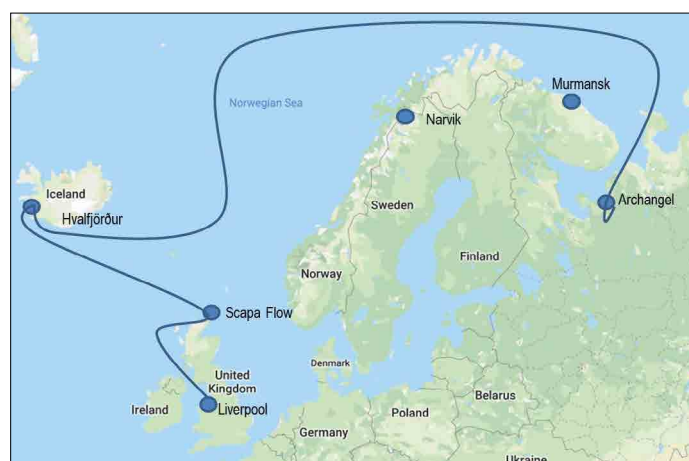 Murmansk
Norwegian Sea
Narvik
Iceland
Hvalfjörður
Sweden
Archangel
Finland
Norway
Scapa Flow
Denmark
United
Kingdom
Liverpool
Ireland
Belarus
Poland
Germany
Ukraine